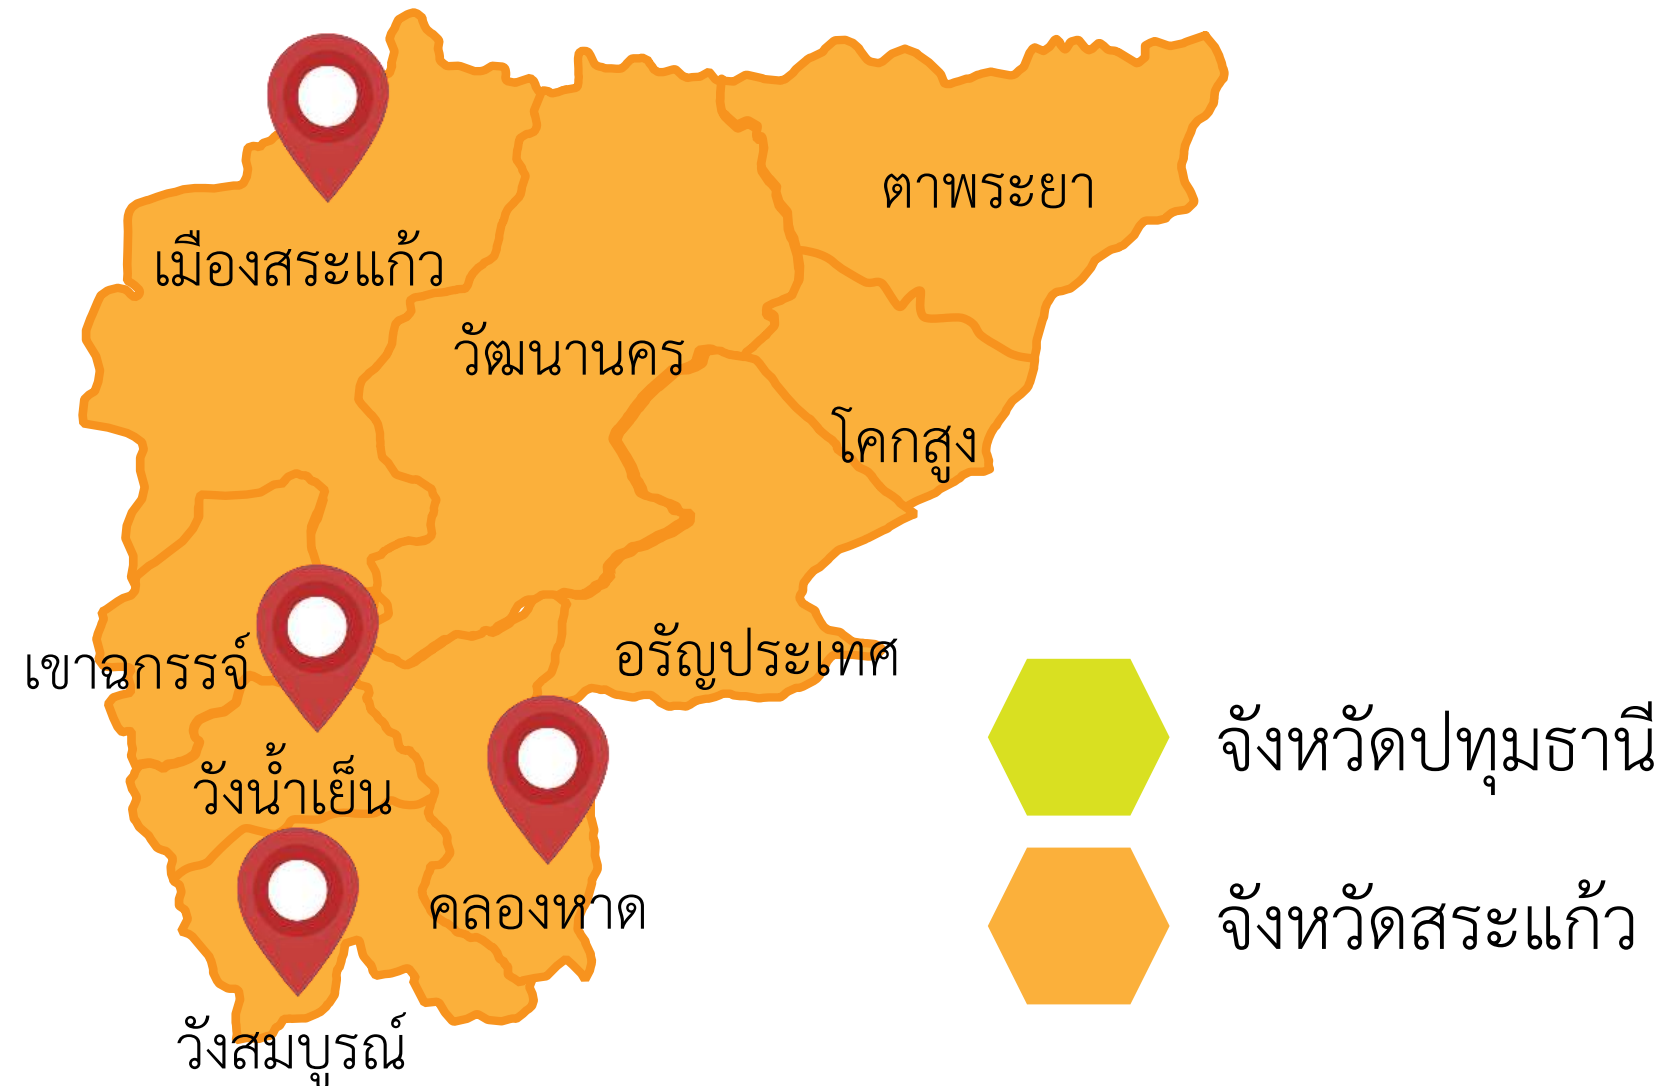 ตาพระยา
เมืองสระแก้ว
วัฒนานคร
โคกสูง
อรัญประเทศ
เขาฉกรรจ์
วังน้ำเย็น
คลองหาด
วังสมบูรณ์
จังหวัดปทุมธานี
จังหวัดสระแก้ว